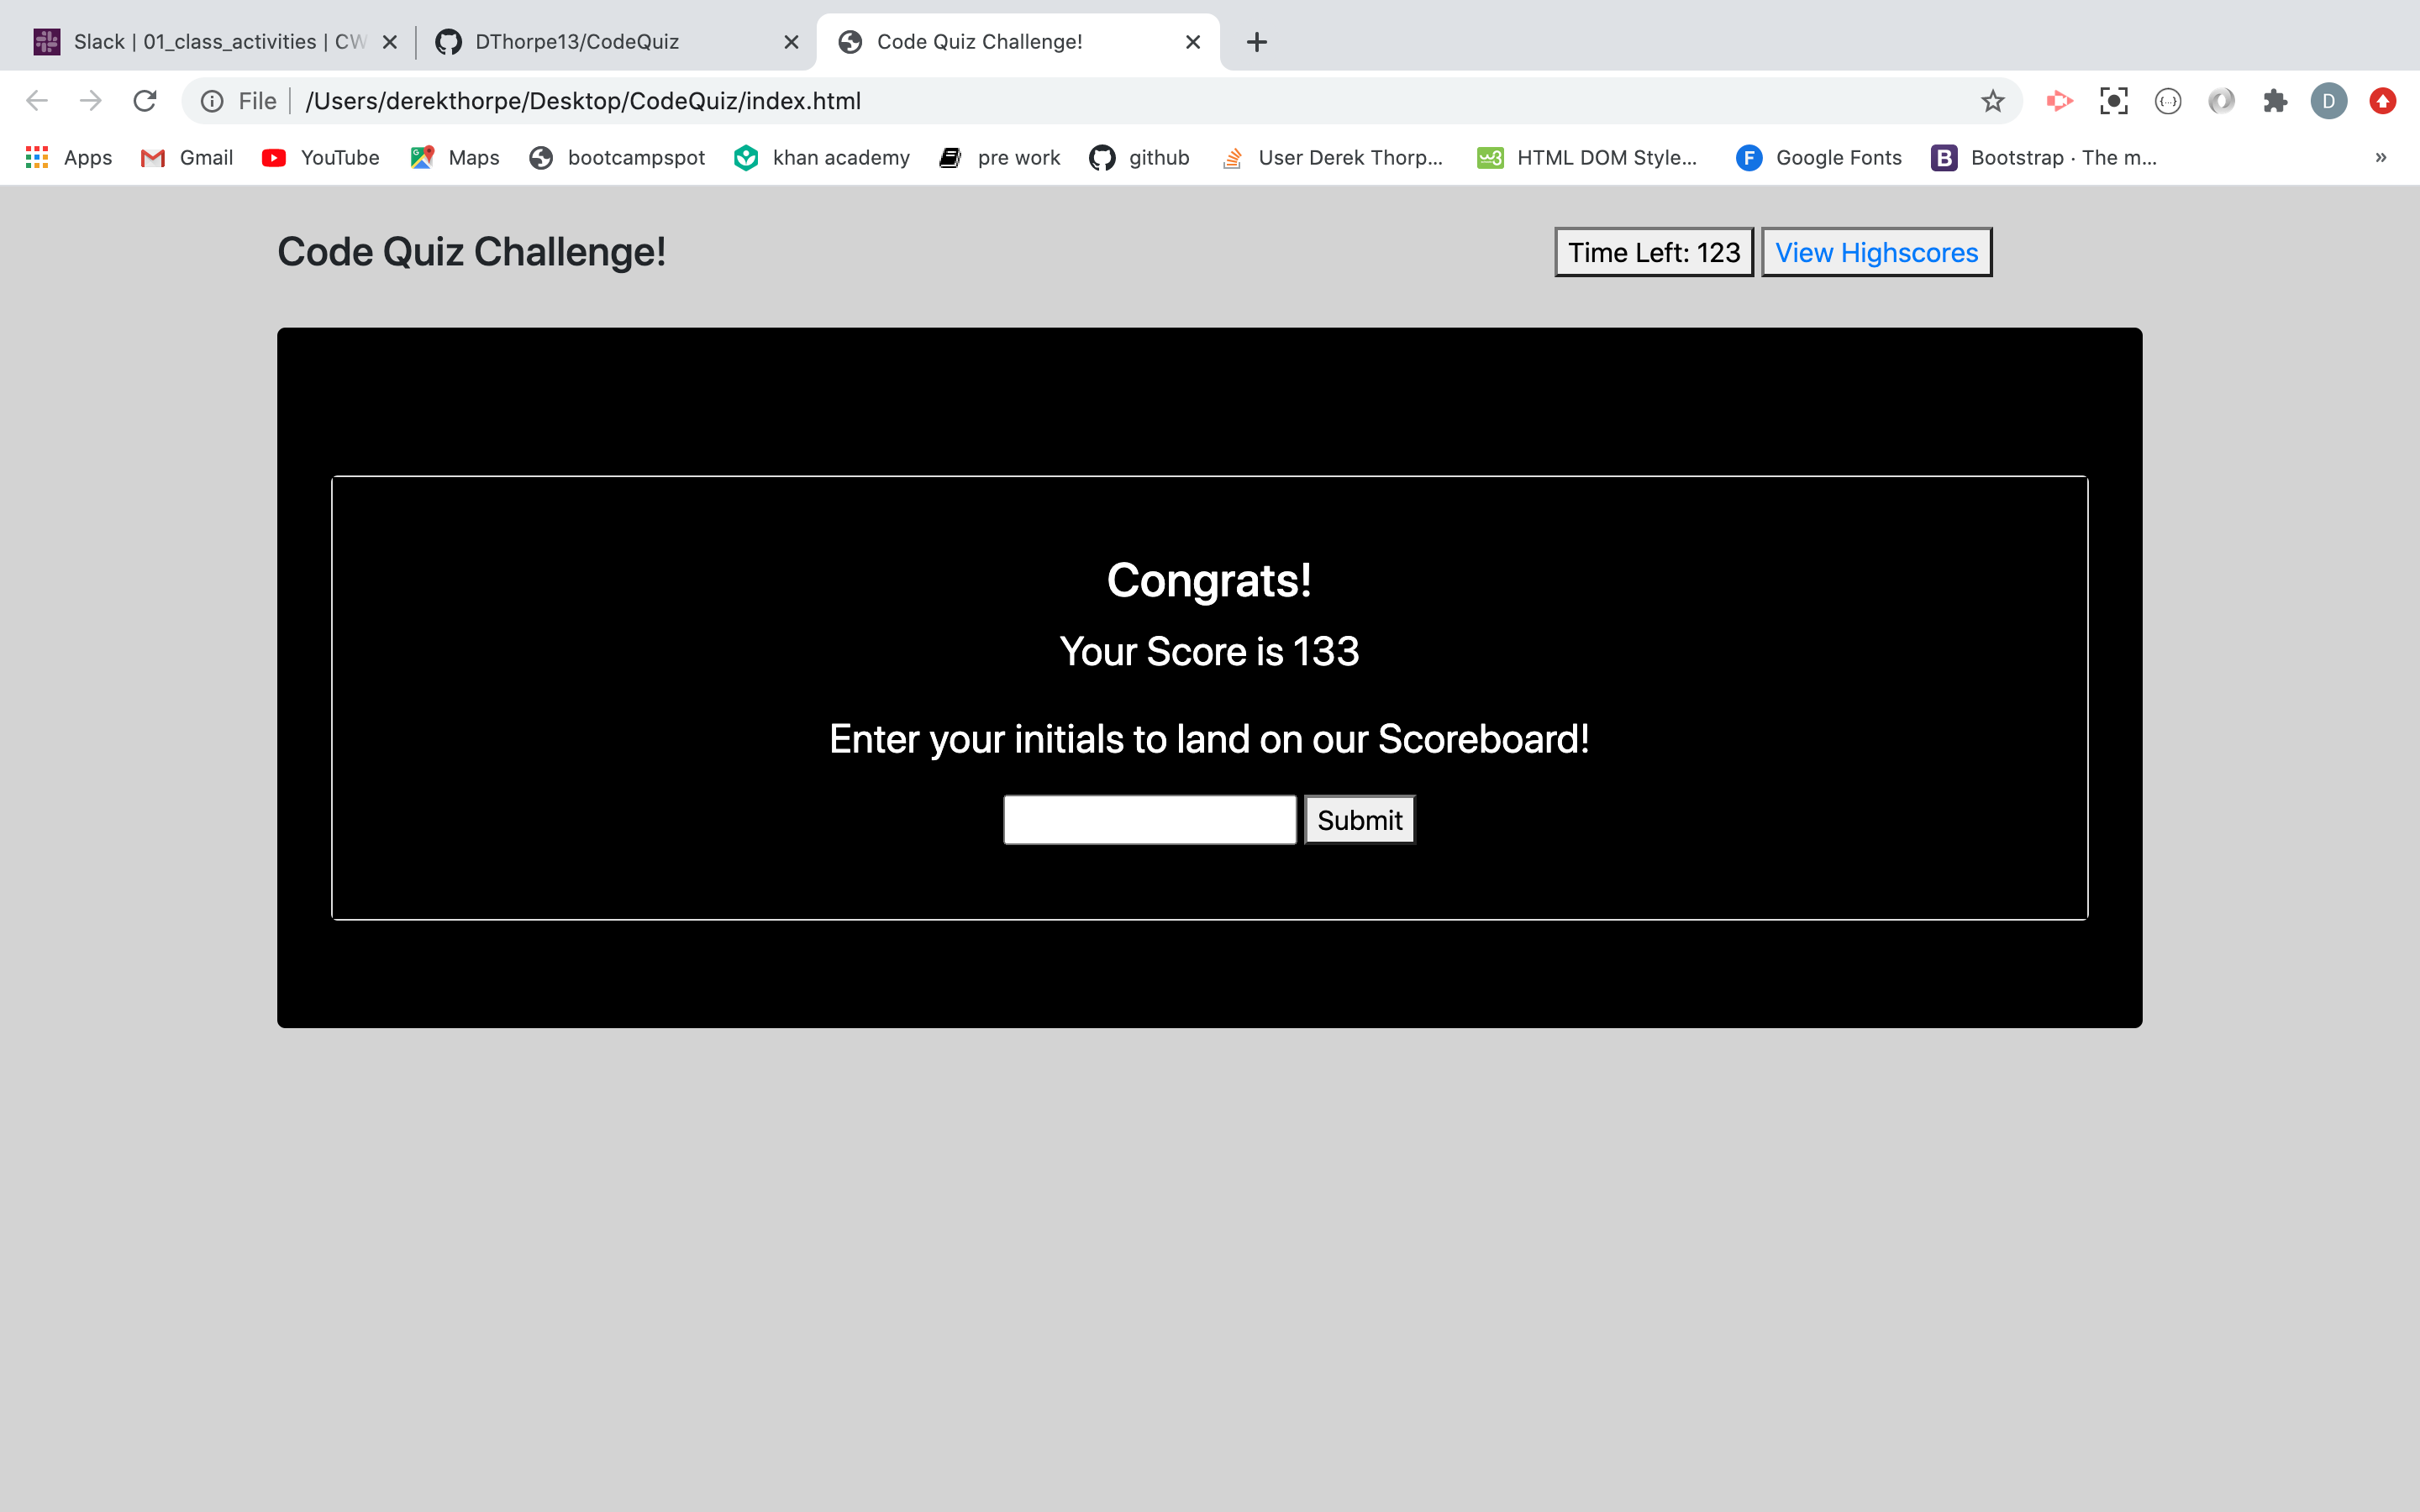 Slack | 01_class_activities | CW
DThorpe13/CodeQuiz
Code Quiz Challenge!
File | /Users/derekthorpe/Desktop/CodeQuiz/index.html
D
Apps Gmail YouTube Maps bootcampspot khan academy pre work github User Derek Thorp... HTML DOM Style... Google Fonts Bootstrap · The m... »
Code Quiz Challenge!
Time Left: 123 View Highscores
Congrats!
Your Score is 133
Enter your initials to land on our Scoreboard!
Submit